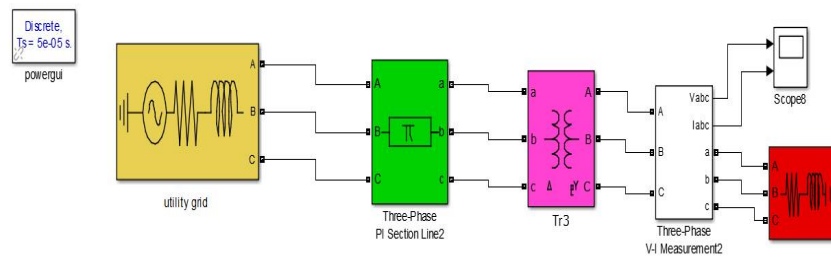 Discrete,
Ts = 5e-05 s.
powergui
A
B
C
utility grid
A
B
C
π
a
b
c
Three-Phase
PI Section Line2
a
b
c
A
B
C
Δ
Y
Tr3
A
B
C
Vabc
Iabc
a
b
c
Three-Phase
V-I Measurement2
Scope8
A
B
C